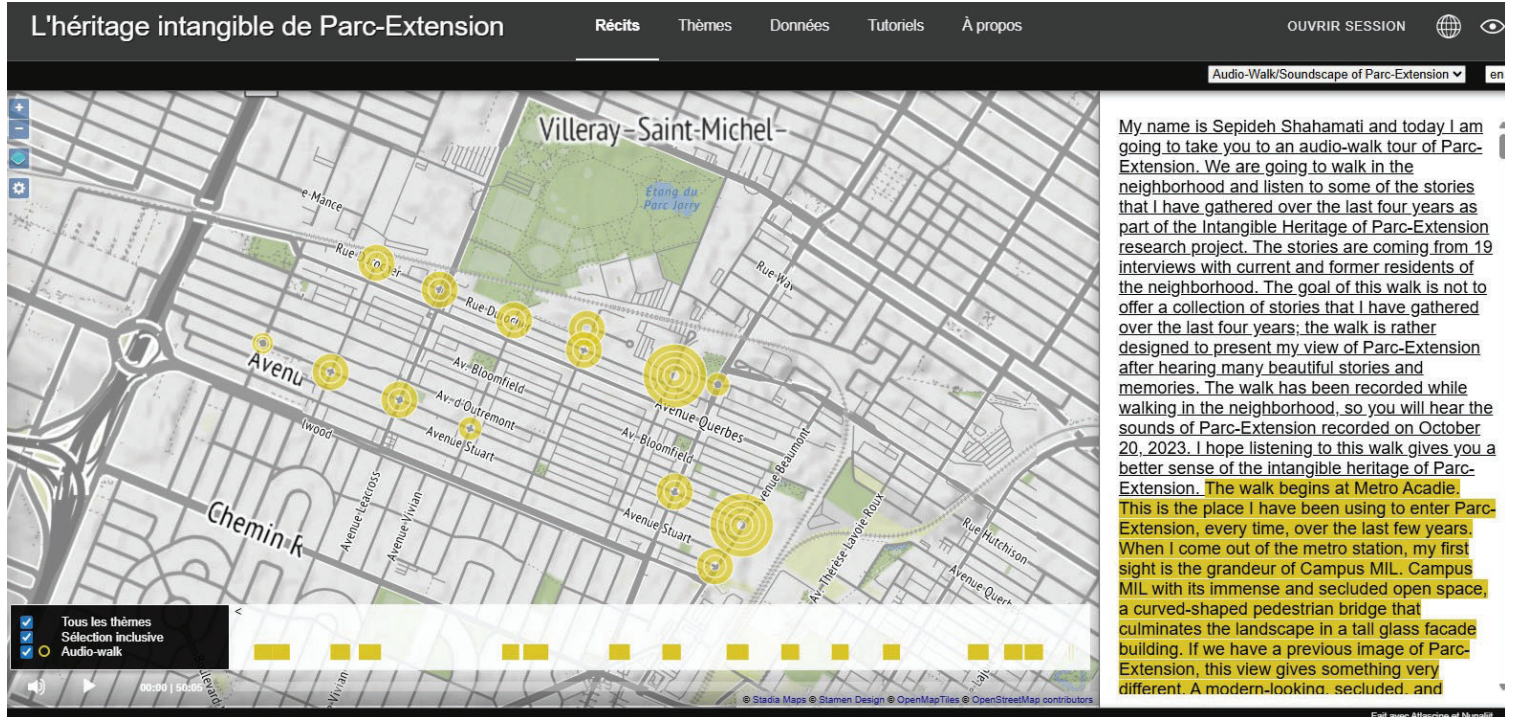 L'héritage intangible de Parc-Extension
Récits
Thèmes
Données
Tutoriels
À propos
OUVRIR SESSION
Audio-Walk/Soundscape of Parc-Extension
en
+
−
Villeray-Saint-Michel-
Étang du
Parc Jarry
e-Mance
Rue-Durocher
Rue-Durocher
Rue-Way
Avenu
Av.-Bloomfield
Av.-d'Outremont
Avenue-Stuart
lwood
Avenue-Querbes
Av.-Bloomfield
Avenue-Beaumont
Avenue-Leacross
Avenue-Vivian
Chemin R
Avenue-Stuart
Av.-Thérèse-Lavoie-Roux
Rue-Hutchison
Avenue-Quer
<
Tous les thèmes
Sélection inclusive
Audio-walk
00:00 | 50:05
© Stadia Maps © Stamen Design © OpenMapTiles © OpenStreetMap contributors
My name is Sepideh Shahamati and today I am
going to take you to an audio-walk tour of Parc-
Extension. We are going to walk in the
neighborhood and listen to some of the stories
that I have gathered over the last four years as
part of the Intangible Heritage of Parc-Extension
research project. The stories are coming from 19
interviews with current and former residents of
the neighborhood. The goal of this walk is not to
offer a collection of stories that I have gathered
over the last four years; the walk is rather
designed to present my view of Parc-Extension
after hearing many beautiful stories and
memories. The walk has been recorded while
walking in the neighborhood, so you will hear the
sounds of Parc-Extension recorded on October
20, 2023. I hope listening to this walk gives you a
better sense of the intangible heritage of Parc-
Extension. The walk begins at Metro Acadie.
This is the place I have been using to enter Parc-
Extension, every time, over the last few years.
When I come out of the metro station, my first
sight is the grandeur of Campus MIL. Campus
MIL with its immense and secluded open space,
a curved-shaped pedestrian bridge that
culminates the landscape in a tall glass facade
building. If we have a previous image of Parc-
Extension, this view gives something very
different. A modern-looking, secluded, and
Fait avec Atlascine et Nunaliit